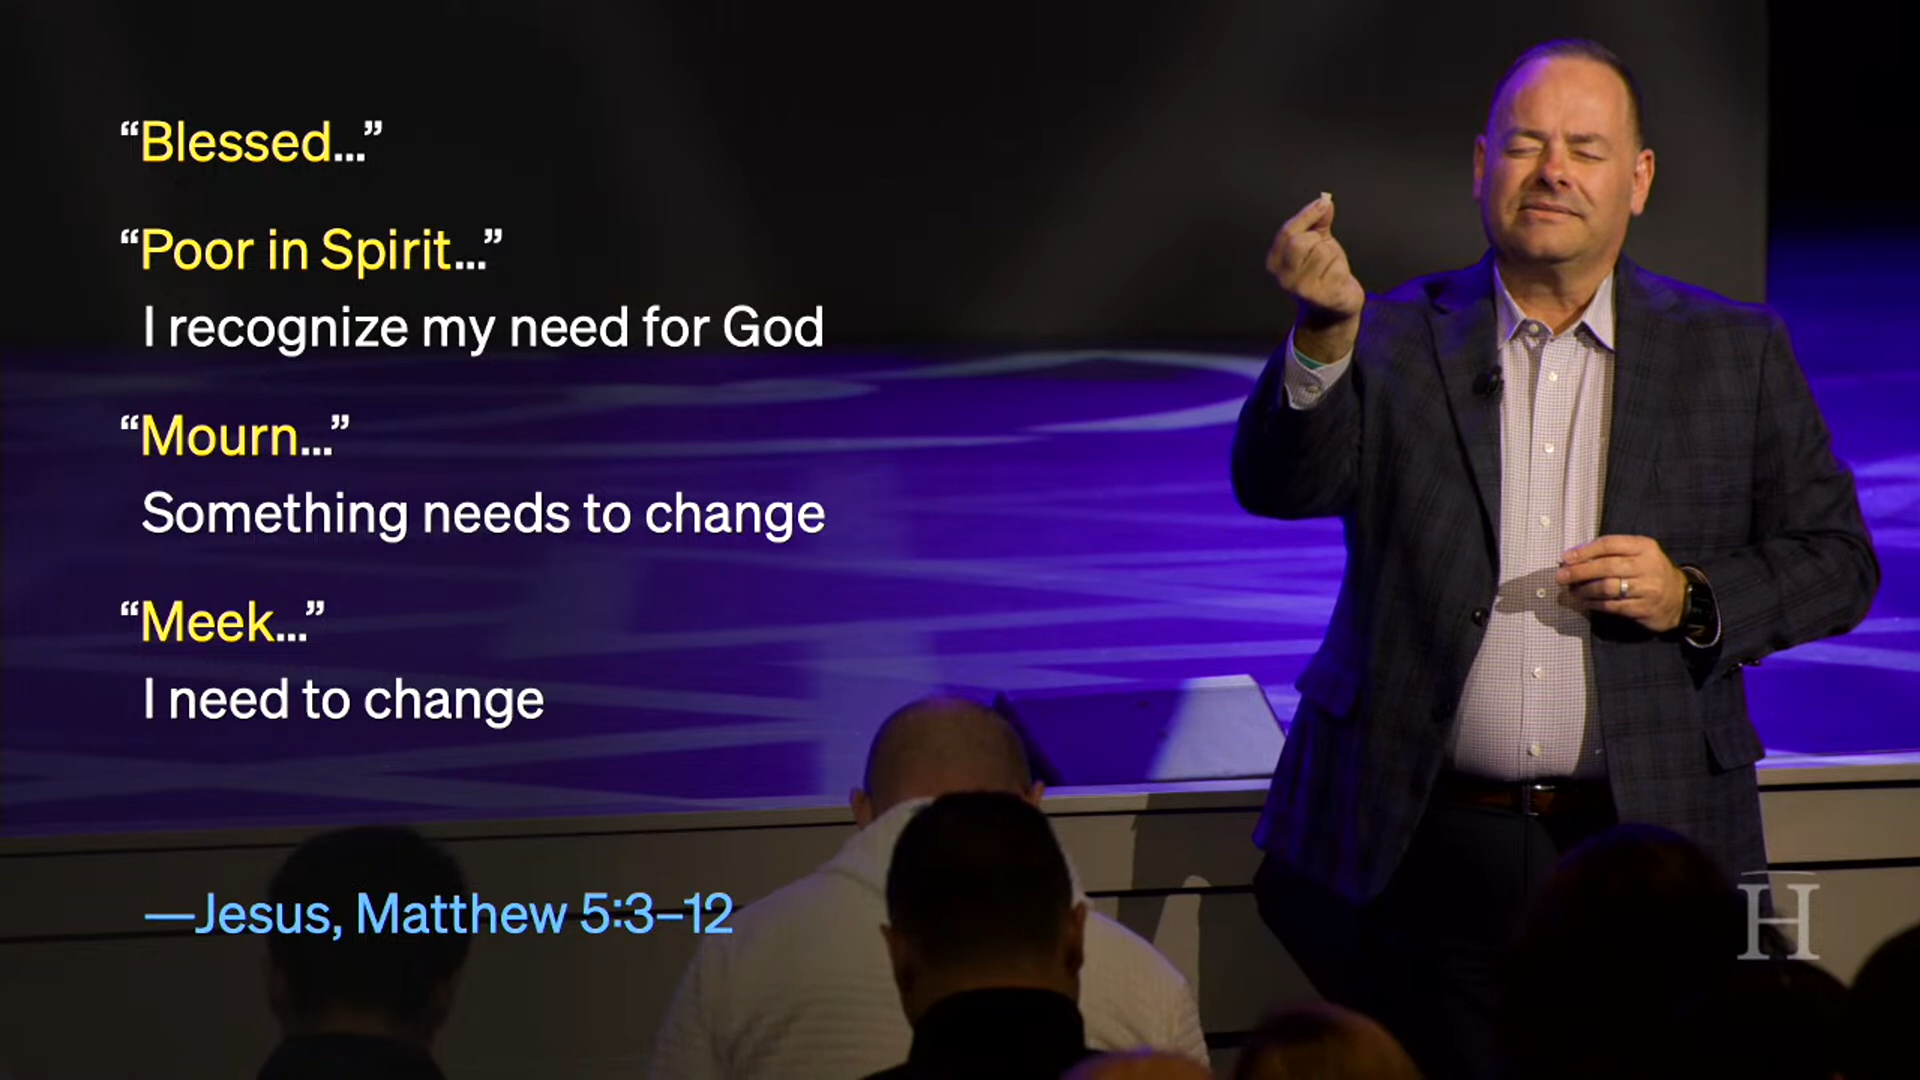 “Blessed...”
“Poor in Spirit...”
I recognize my need for God
“Mourn...”
Something needs to change
“Meek...”
I need to change
—Jesus, Matthew 5:3–12
H